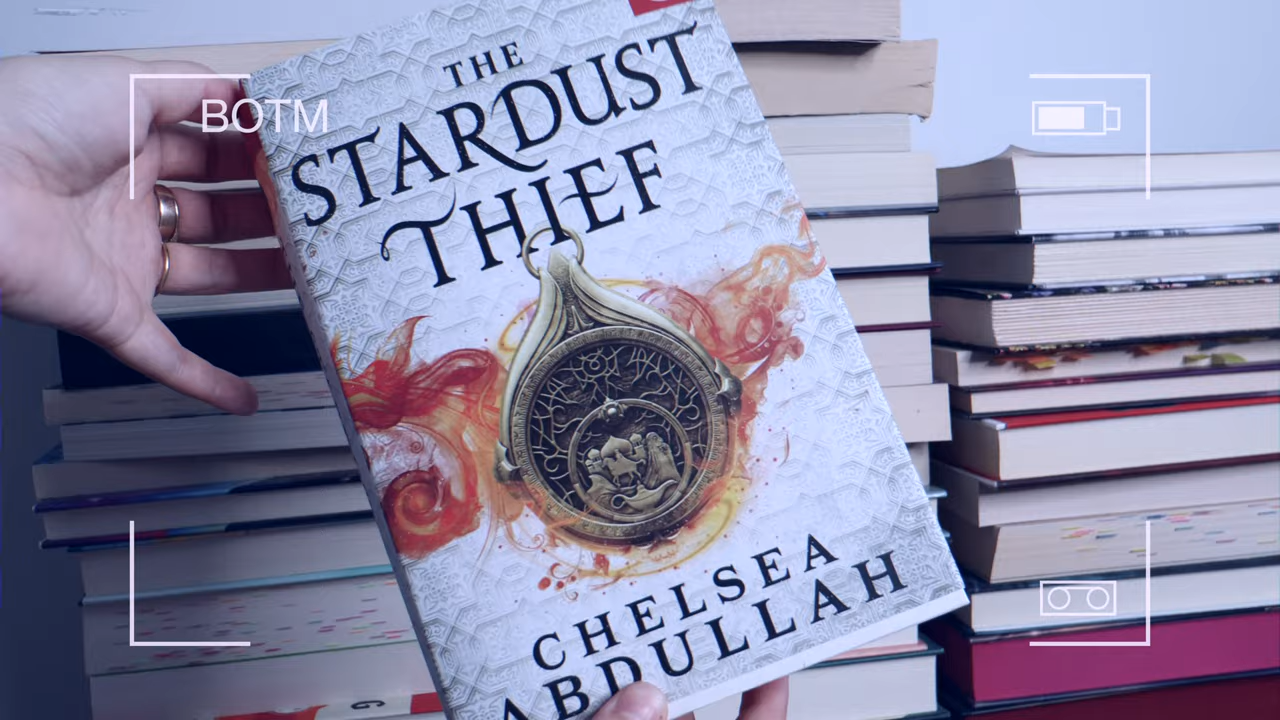 BOTM
THE
STARDUST
THIEF
CHELSEA
ABDULLAH
G